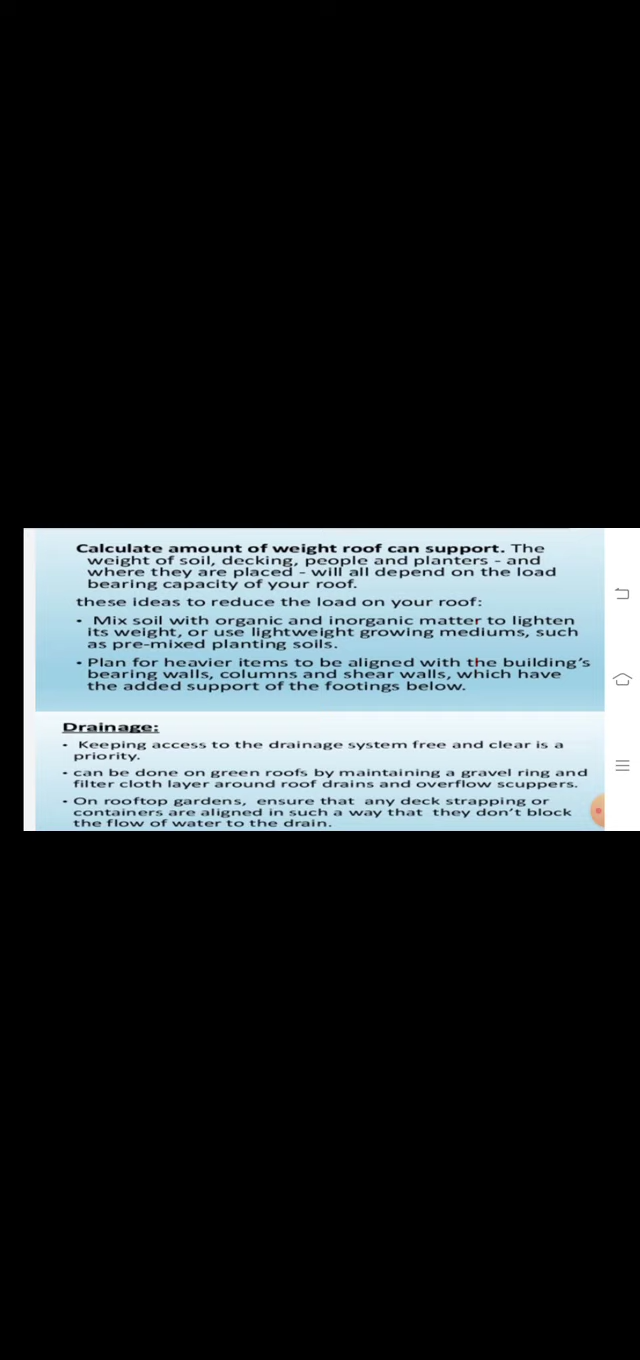 Calculate amount of weight roof can support. The
weight of soil, decking, people and planters - and
where they are placed - will all depend on the load
bearing capacity of your roof.
these ideas to reduce the load on your roof:
• Mix soil with organic and inorganic matter to lighten
its weight, or use lightweight growing mediums, such
as pre-mixed planting soils.
• Plan for heavier items to be aligned with the building's
bearing walls, columns and shear walls, which have
the added support of the footings below.
Drainage:
• Keeping access to the drainage system free and clear is a
priority.
• can be done on green roofs by maintaining a gravel ring and
filter cloth layer around roof drains and overflow scuppers.
• On rooftop gardens, ensure that any deck strapping or
containers are aligned in such a way that they don't block
the flow of water to the drain.